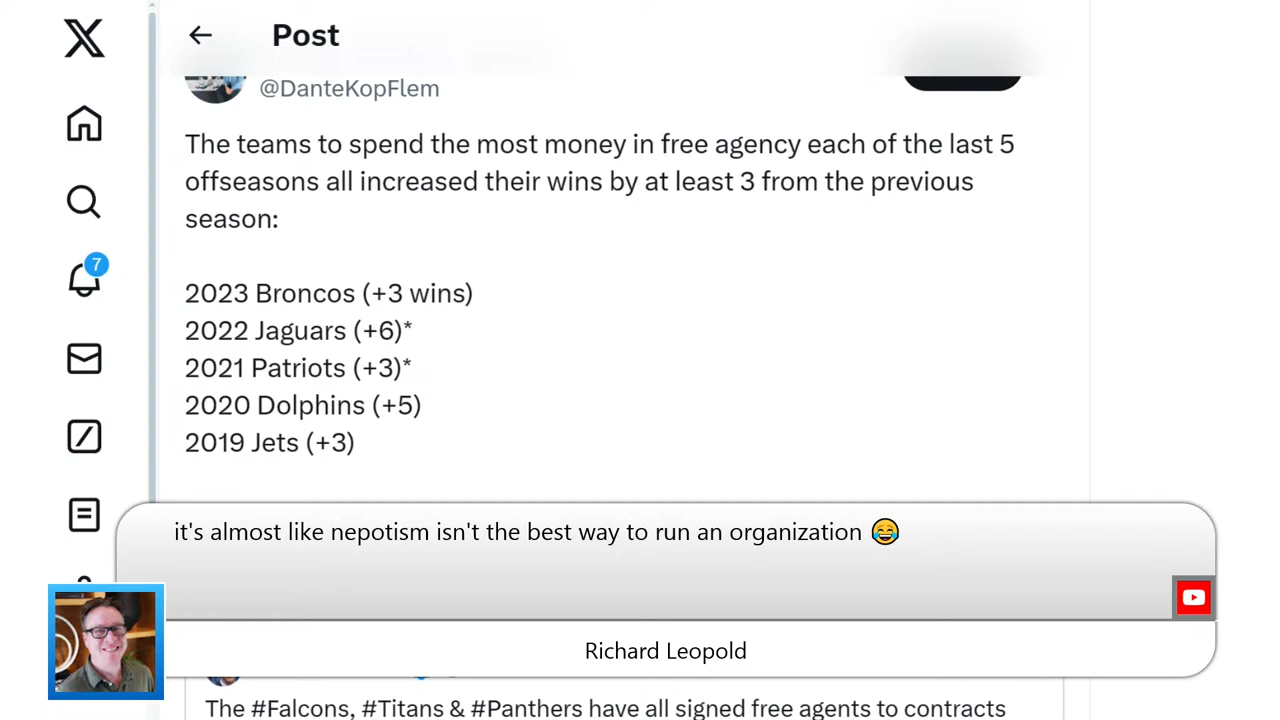 Post
@DanteKopFlem
The teams to spend the most money in free agency each of the last 5
offseasons all increased their wins by at least 3 from the previous
season:
7
2023 Broncos (+3 wins)
2022 Jaguars (+6)*
2021 Patriots (+3)*
2020 Dolphins (+5)
2019 Jets (+3)
it's almost like nepotism isn't the best way to run an organization 😂
Richard Leopold
The #Falcons, #Titans & #Panthers have all signed free agents to contracts